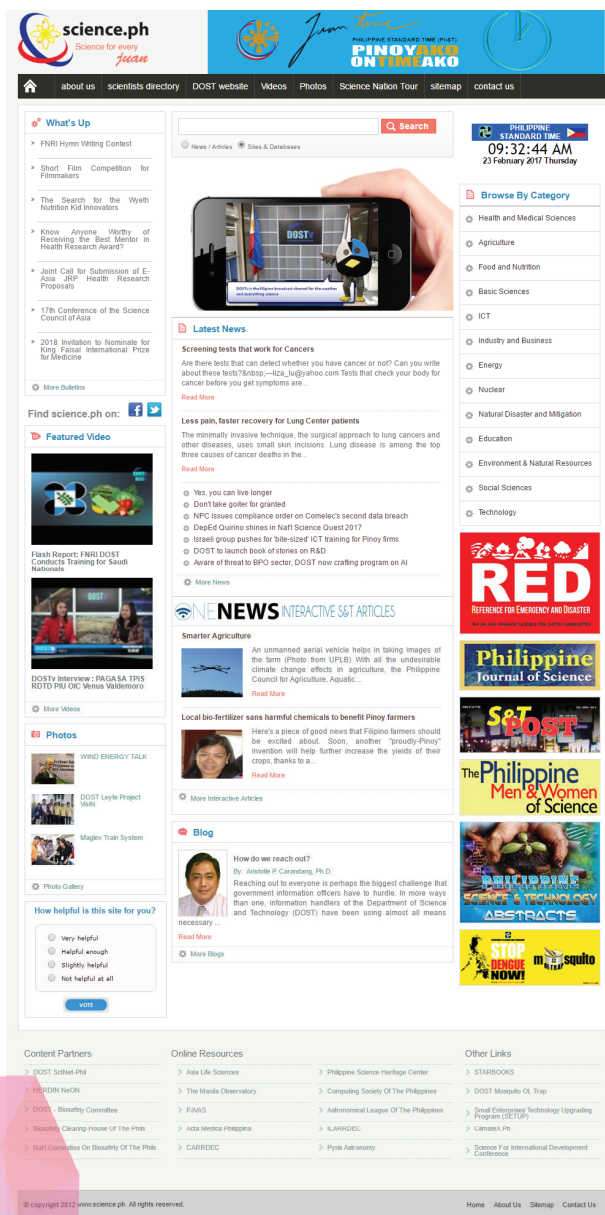 science.ph
Science for every
juan
Juan Time
PHILIPPINE STANDARD TIME (PhST)
PINOYAKO
ONTIMEAKO
about us scientists directory DOST website Videos Photos Science Nation Tour sitemap contact us
What's Up
FNRI Hymn Writing Contest
Short Film Competition for
Filmmakers
The Search for the Wyeth
Nutrition Kid Innovators
Know Anyone Worthy of
Receiving the Best Mentor in
Health Research Award?
Joint Call for Submission of E-
Asia JRP Health Research
Proposals
17th Conference of the Science
Council of Asia
2018 Invitation to Nominate for
King Faisal International Prize
for Medicine
More Bulletins
Find science.ph on:
Featured Video
Flash Report: FNRI DOST
Conducts Training for Saudi
Nationals
DOSTv Interview : PAGASA TPIS
RDTD PIU OIC Venus Valdemoro
More Videos
Photos
WIND ENERGY TALK
DOST Leyte Project
Visits
Maglev Train System
Photo Gallery
How helpful is this site for you?
Very helpful
Helpful enough
Slightly helpful
Not helpful at all
VOTE
Search
News / Articles Sites & Databases
DOSTv
DOSTv is the Filipino broadcast channel for the weather
and everything science
Latest News
Screening tests that work for Cancers
Are there tests that can detect whether you have cancer or not? Can you write
about these tests?&nbsp;—liza_lu@yahoo.com Tests that check your body for
cancer before you get symptoms are...
Read More
Less pain, faster recovery for Lung Center patients
The minimally invasive technique, the surgical approach to lung cancers and
other diseases, uses small skin incisions. Lung disease is among the top
three causes of cancer deaths in the...
Read More
Yes, you can live longer
Don't take goiter for granted
NPC issues compliance order on Comelec's second data breach
DepEd Quirino shines in Nat'l Science Quest 2017
Israeli group pushes for 'bite-sized' ICT training for Pinoy firms
DOST to launch book of stories on R&D
Aware of threat to BPO sector, DOST now crafting program on AI
More News
ONENEWS INTERACTIVE S&T ARTICLES
Smarter Agriculture
An unmanned aerial vehicle helps in taking images of
the farm (Photo from UPLB) With all the undesirable
climate change effects in agriculture, the Philippine
Council for Agriculture, Aquatic ...
Read More
Local bio-fertilizer sans harmful chemicals to benefit Pinoy farmers
Here's a piece of good news that Filipino farmers should
be excited about. Soon, another "proudly-Pinoy"
invention will help further increase the yields of their
crops, thanks to a...
Read More
More Interactive Articles
Blog
How do we reach out?
By: Aristotle P. Carandang, Ph.D.
Reaching out to everyone is perhaps the biggest challenge that
government information officers have to hurdle. In more ways
than one, information handlers of the Department of Science
and Technology (DOST) have been using almost all means
necessary ...
Read More
More Blogs
PHILIPPINE
STANDARD TIME
09:32:44 AM
23 February 2017 Thursday
Browse By Category
Health and Medical Sciences
Agriculture
Food and Nutrition
Basic Sciences
ICT
Industry and Business
Energy
Nuclear
Natural Disaster and Mitigation
Education
Environment & Natural Resources
Social Sciences
Technology
RED
REFERENCE FOR EMERGENCY AND DISASTER
Philippine
Journal of Science
S&T
POST
The Philippine
Men & Women
of Science
PHILIPPINE
SCIENCE & TECHNOLOGY
ABSTRACTS
STOP
DENGUE
NOW!
mosquito
OL TRAP
Content Partners
DOST SciNet-Phil
HERDIN NeON
DOST - Biosafety Committee
Biosafety Clearing-House Of The Phils
Nat'l Committee On Biosafety Of The Phils
Online Resources
Asia Life Sciences
The Manila Observatory
PJVAS
Acta Medica Philippina
CARRDEC
Philippine Science Heritage Center
Computing Society Of The Philippines
Astronomical League Of The Philippines
ILARRDEC
Pyxis Astronomy
Other Links
STARBOOKS
DOST Mosquito OL Trap
Small Enterprises Technology Upgrading
Program (SETUP)
ClimateX.Ph
Science For International Development
Conference
© copyright 2012 www.science.ph. All rights reserved.
Home About Us Sitemap Contact Us